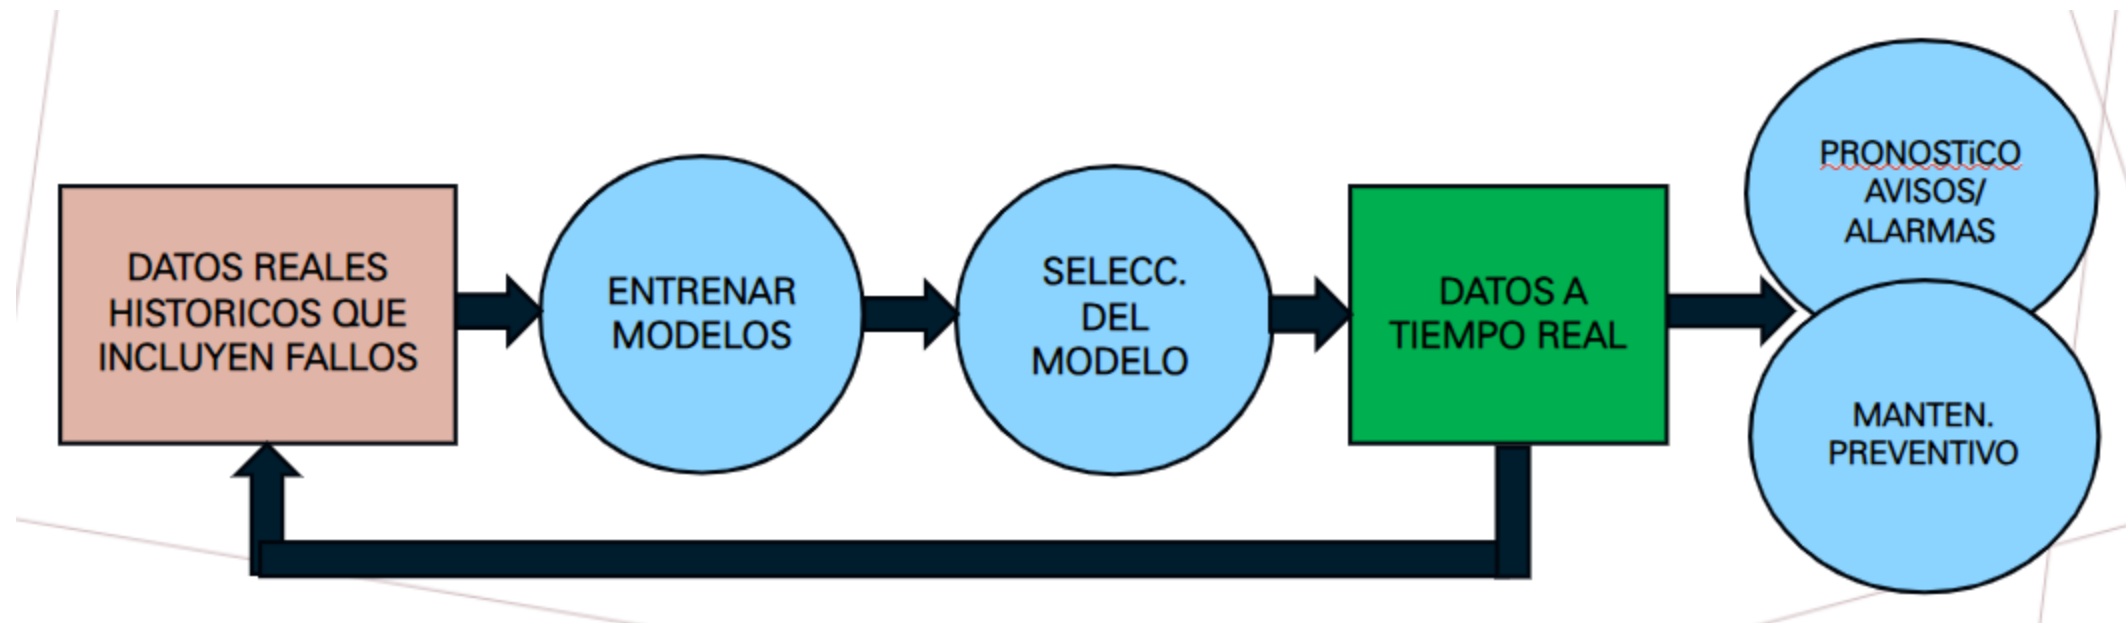 DATOS REALES
HISTORICOS QUE
INCLUYEN FALLOS
ENTRENAR
MODELOS
SELECC.
DEL
MODELO
DATOS A
TIEMPO REAL
PRONOSTiCO
AVISOS/
ALARMAS
MANTEN.
PREVENTIVO